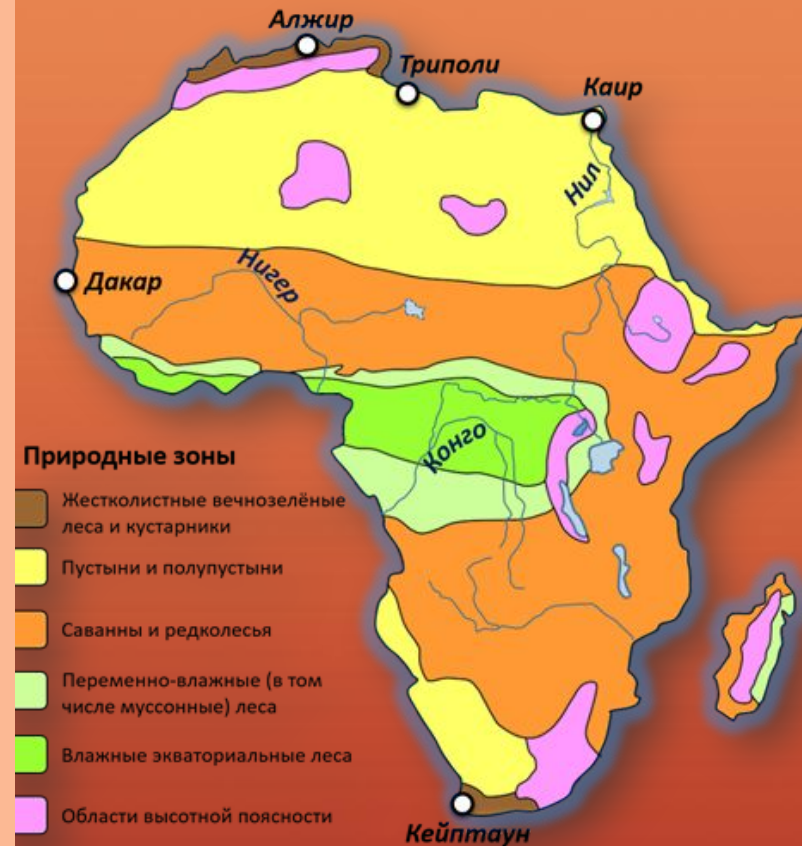 Алжир
Триполи
Каир
Нил
Нигер
Дакар
Конго
Природные зоны
Жестколистные вечнозелёные
леса и кустарники
Пустыни и полупустыни
Саванны и редколесья
Переменно-влажные (в том
числе муссонные) леса
Влажные экваториальные леса
Области высотной поясности
Кейптаун